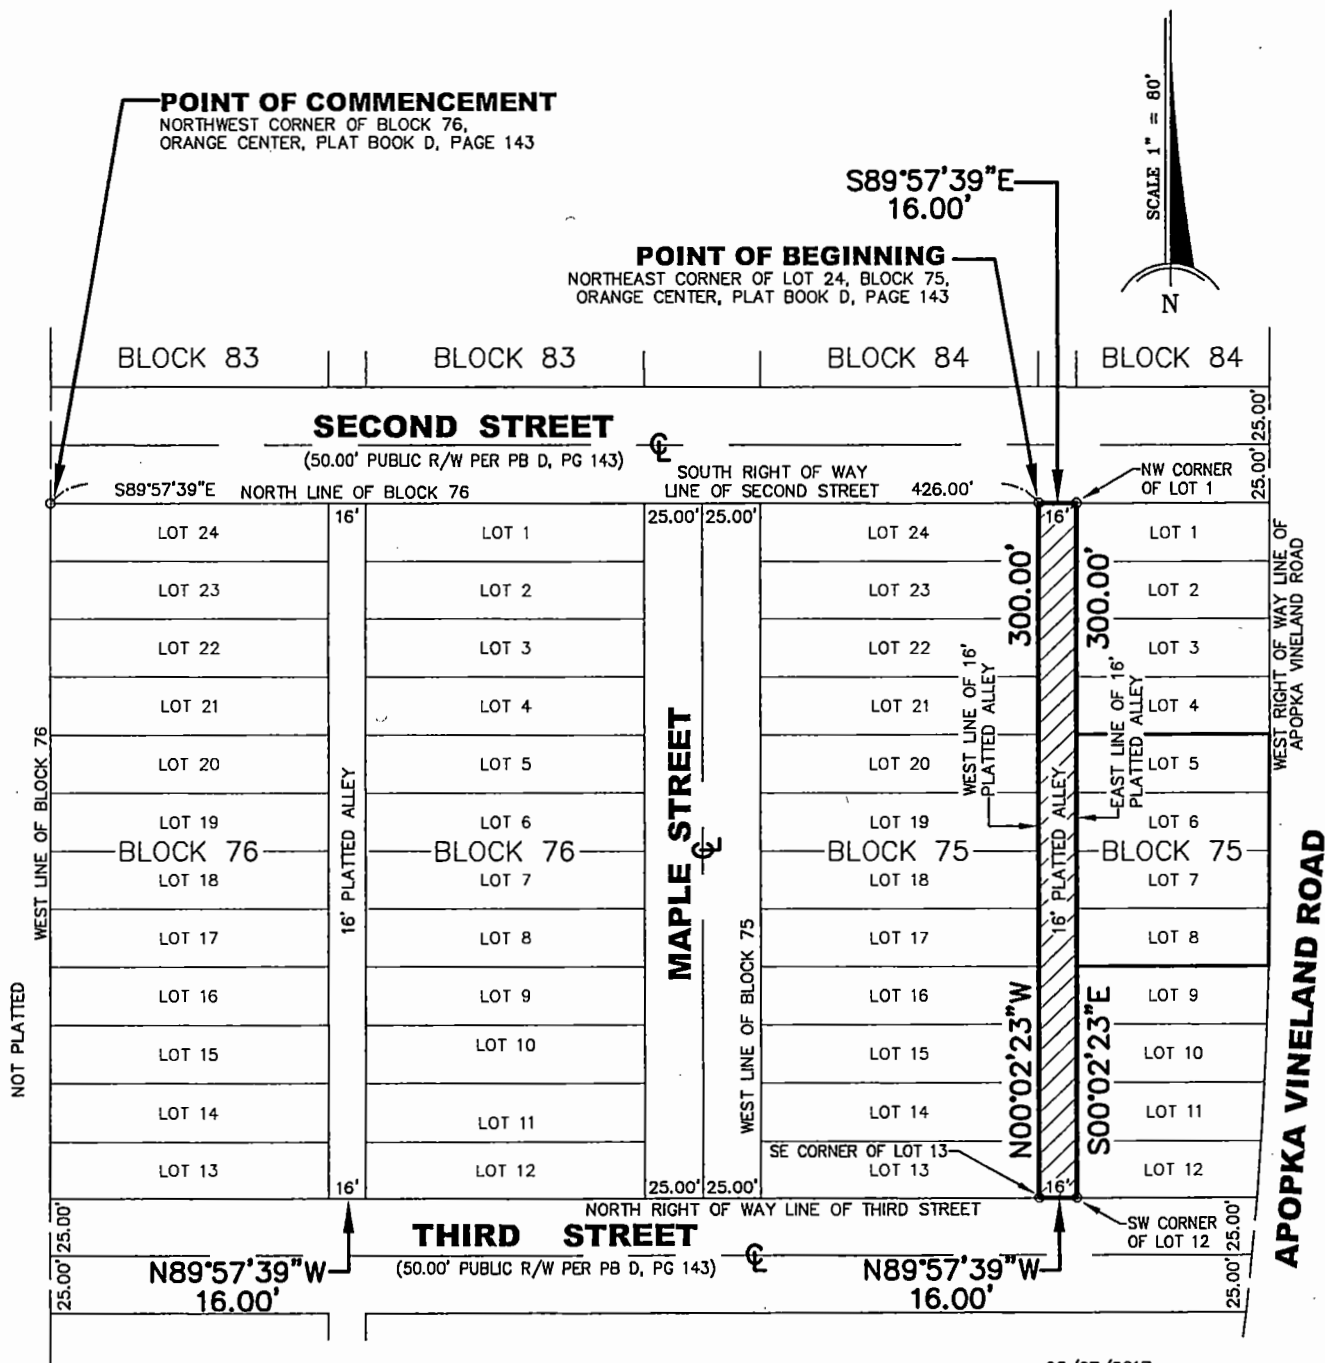 POINT OF COMMENCEMENT
NORTHWEST CORNER OF BLOCK 76,
ORANGE CENTER, PLAT BOOK D, PAGE 143
SCALE 1" = 80'
N
S89°57'39"E
16.00'
POINT OF BEGINNING
NORTHEAST CORNER OF LOT 24, BLOCK 75,
ORANGE CENTER, PLAT BOOK D, PAGE 143
BLOCK 83
BLOCK 83
BLOCK 84
BLOCK 84
SECOND STREET
(50.00' PUBLIC R/W PER PB D, PG 143)
CL
25.00'
25.00'
S89°57'39"E
NORTH LINE OF BLOCK 76
SOUTH RIGHT OF WAY
LINE OF SECOND STREET
426.00'
NW CORNER
OF LOT 1
16'
25.00'
25.00'
16'
LOT 24
LOT 23
LOT 22
LOT 21
LOT 20
LOT 19
BLOCK 76
LOT 18
LOT 17
LOT 16
LOT 15
LOT 14
LOT 13
WEST LINE OF BLOCK 76
NOT PLATTED
16' PLATTED ALLEY
LOT 1
LOT 2
LOT 3
LOT 4
LOT 5
LOT 6
BLOCK 76
LOT 7
LOT 8
LOT 9
LOT 10
LOT 11
LOT 12
MAPLE STREET
CL
WEST LINE OF BLOCK 75
LOT 24
LOT 23
LOT 22
LOT 21
LOT 20
LOT 19
BLOCK 75
LOT 18
LOT 17
LOT 16
LOT 15
LOT 14
SE CORNER OF LOT 13
LOT 13
300.00'
300.00'
WEST LINE OF 16'
PLATTED ALLEY
16' PLATTED ALLEY
EAST LINE OF 16'
PLATTED ALLEY
N00°02'23"W
S00°02'23"E
LOT 1
LOT 2
LOT 3
LOT 4
LOT 5
LOT 6
BLOCK 75
LOT 7
LOT 8
LOT 9
LOT 10
LOT 11
LOT 12
WEST RIGHT OF WAY LINE OF
APOPKA VINELAND ROAD
APOPKA VINELAND ROAD
16'
25.00'
25.00'
16'
NORTH RIGHT OF WAY LINE OF THIRD STREET
SW CORNER
OF LOT 12
25.00'
25.00'
THIRD STREET
(50.00' PUBLIC R/W PER PB D, PG 143)
CL
N89°57'39"W
16.00'
N89°57'39"W
16.00'
25.00'
25.00'